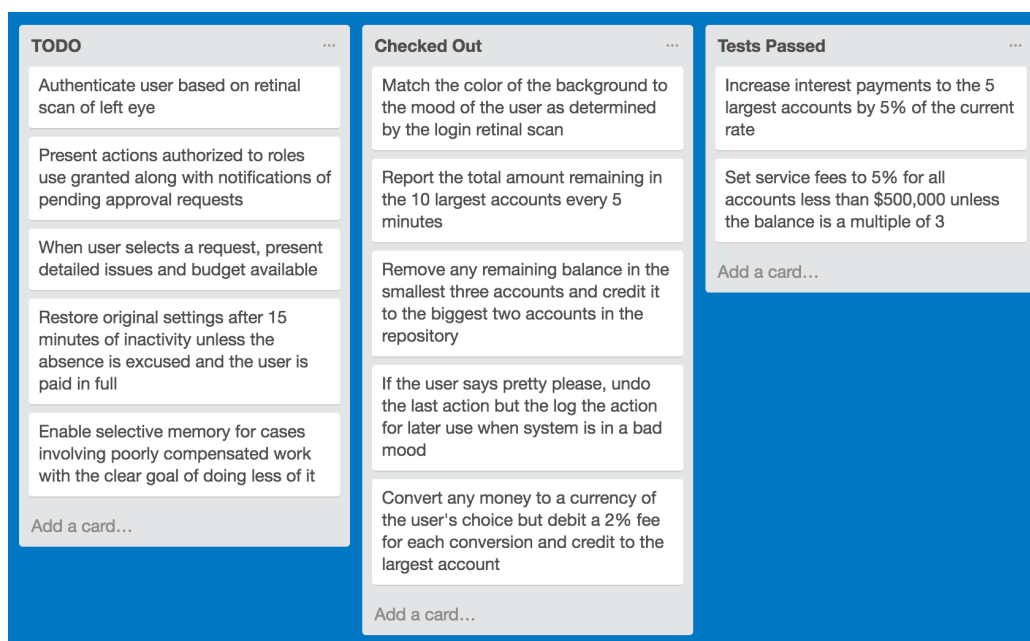 TODO
...
Authenticate user based on retinal
scan of left eye
Present actions authorized to roles
use granted along with notifications of
pending approval requests
When user selects a request, present
detailed issues and budget available
Restore original settings after 15
minutes of inactivity unless the
absence is excused and the user is
paid in full
Enable selective memory for cases
involving poorly compensated work
with the clear goal of doing less of it
Add a card…
Checked Out
...
Match the color of the background to
the mood of the user as determined
by the login retinal scan
Report the total amount remaining in
the 10 largest accounts every 5
minutes
Remove any remaining balance in the
smallest three accounts and credit it
to the biggest two accounts in the
repository
If the user says pretty please, undo
the last action but the log the action
for later use when system is in a bad
mood
Convert any money to a currency of
the user's choice but debit a 2% fee
for each conversion and credit to the
largest account
Add a card…
Tests Passed
...
Increase interest payments to the 5
largest accounts by 5% of the current
rate
Set service fees to 5% for all
accounts less than $500,000 unless
the balance is a multiple of 3
Add a card…